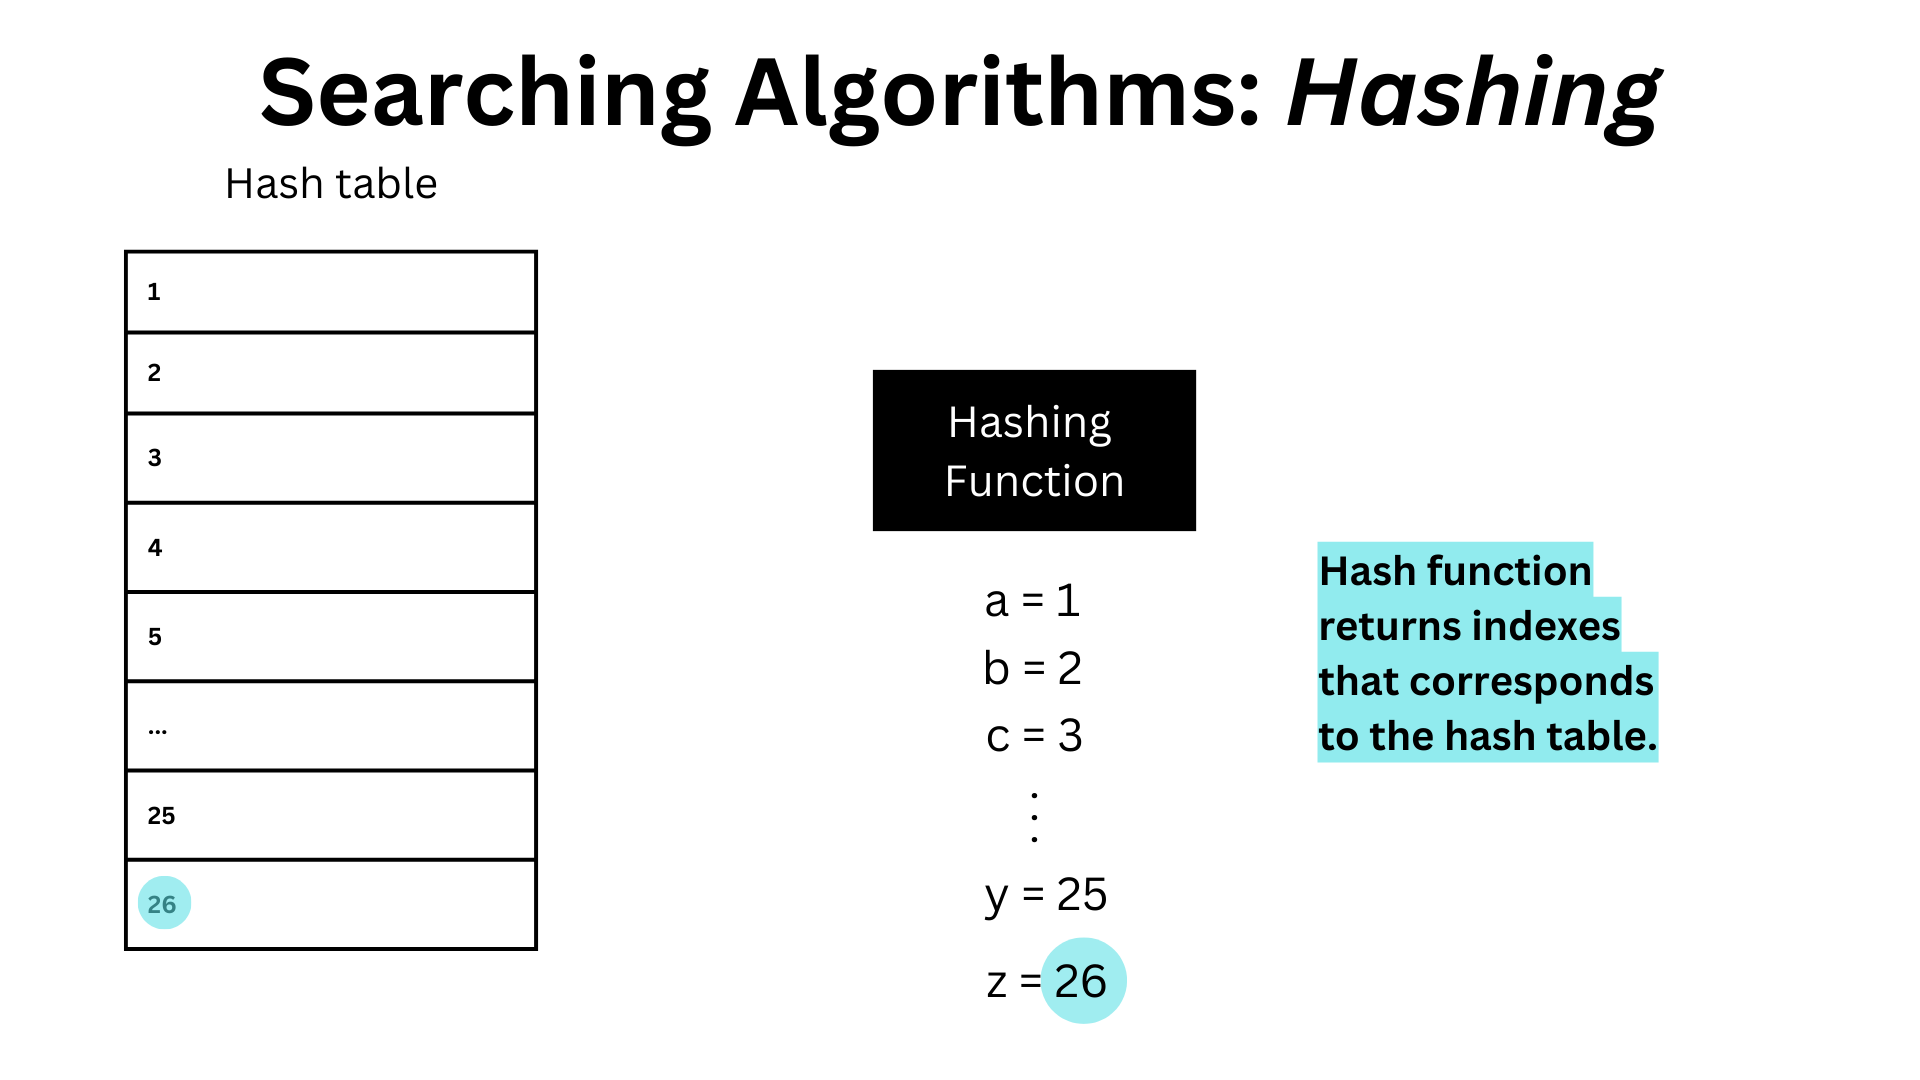 Searching Algorithms: Hashing
Hash table
1
2
3
4
5
...
25
26
Hashing
Function
a = 1
b = 2
c = 3
.
.
.
y = 25
z = 26
Hash function
returns indexes
that corresponds
to the hash table.